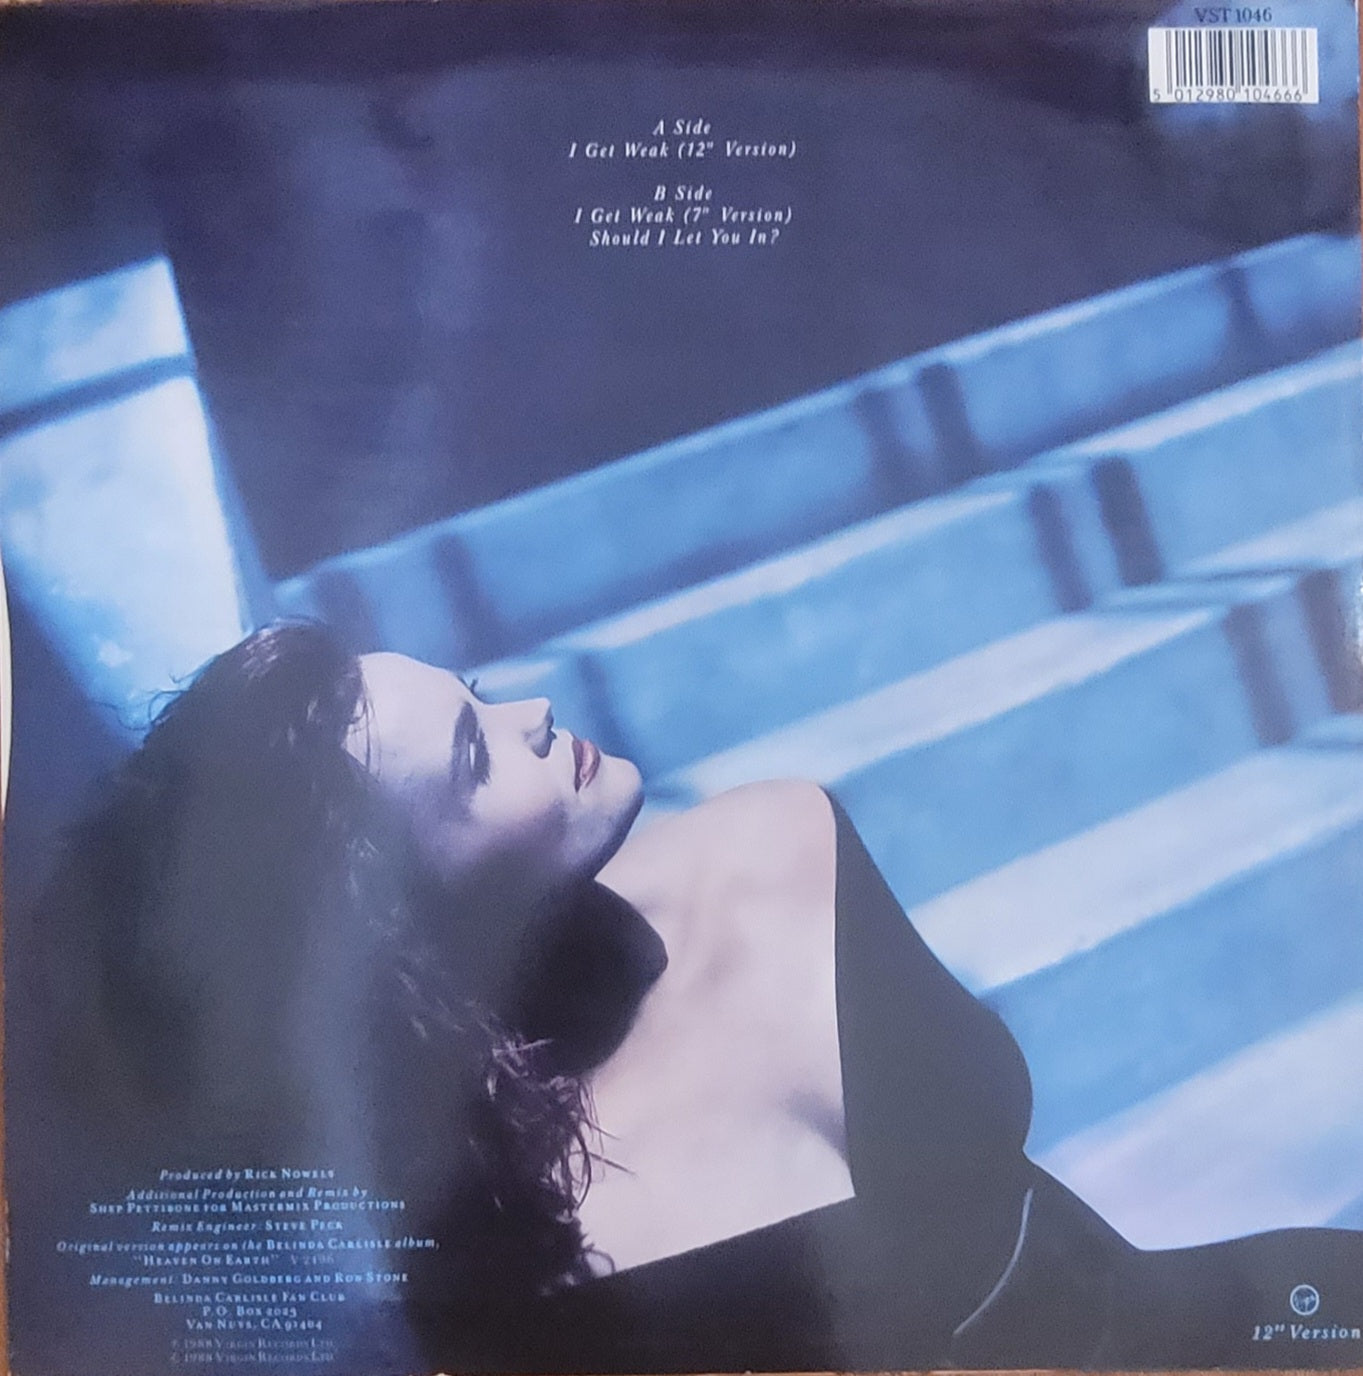 VST 1046
5 012980 104666
A Side
I Get Weak (12" Version)
B Side
I Get Weak (7" Version)
Should I Let You In?
Produced by RICK NOWELS
Additional Production and Remix by
SHEP PETTIBONE FOR MASTERMIX PRODUCTIONS
Remix Engineer: STEVE PECK
Original version appears on the BELINDA CARLISLE album,
"HEAVEN ON EARTH" V 2496
Management: DANNY GOLDBERG AND RON STONE
BELINDA CARLISLE FAN CLUB
P.O. BOX 2023
VAN NUYS, CA 91404
℗ 1988 VIRGIN RECORDS LTD.
© 1988 VIRGIN RECORDS LTD.
Virgin
12" Version